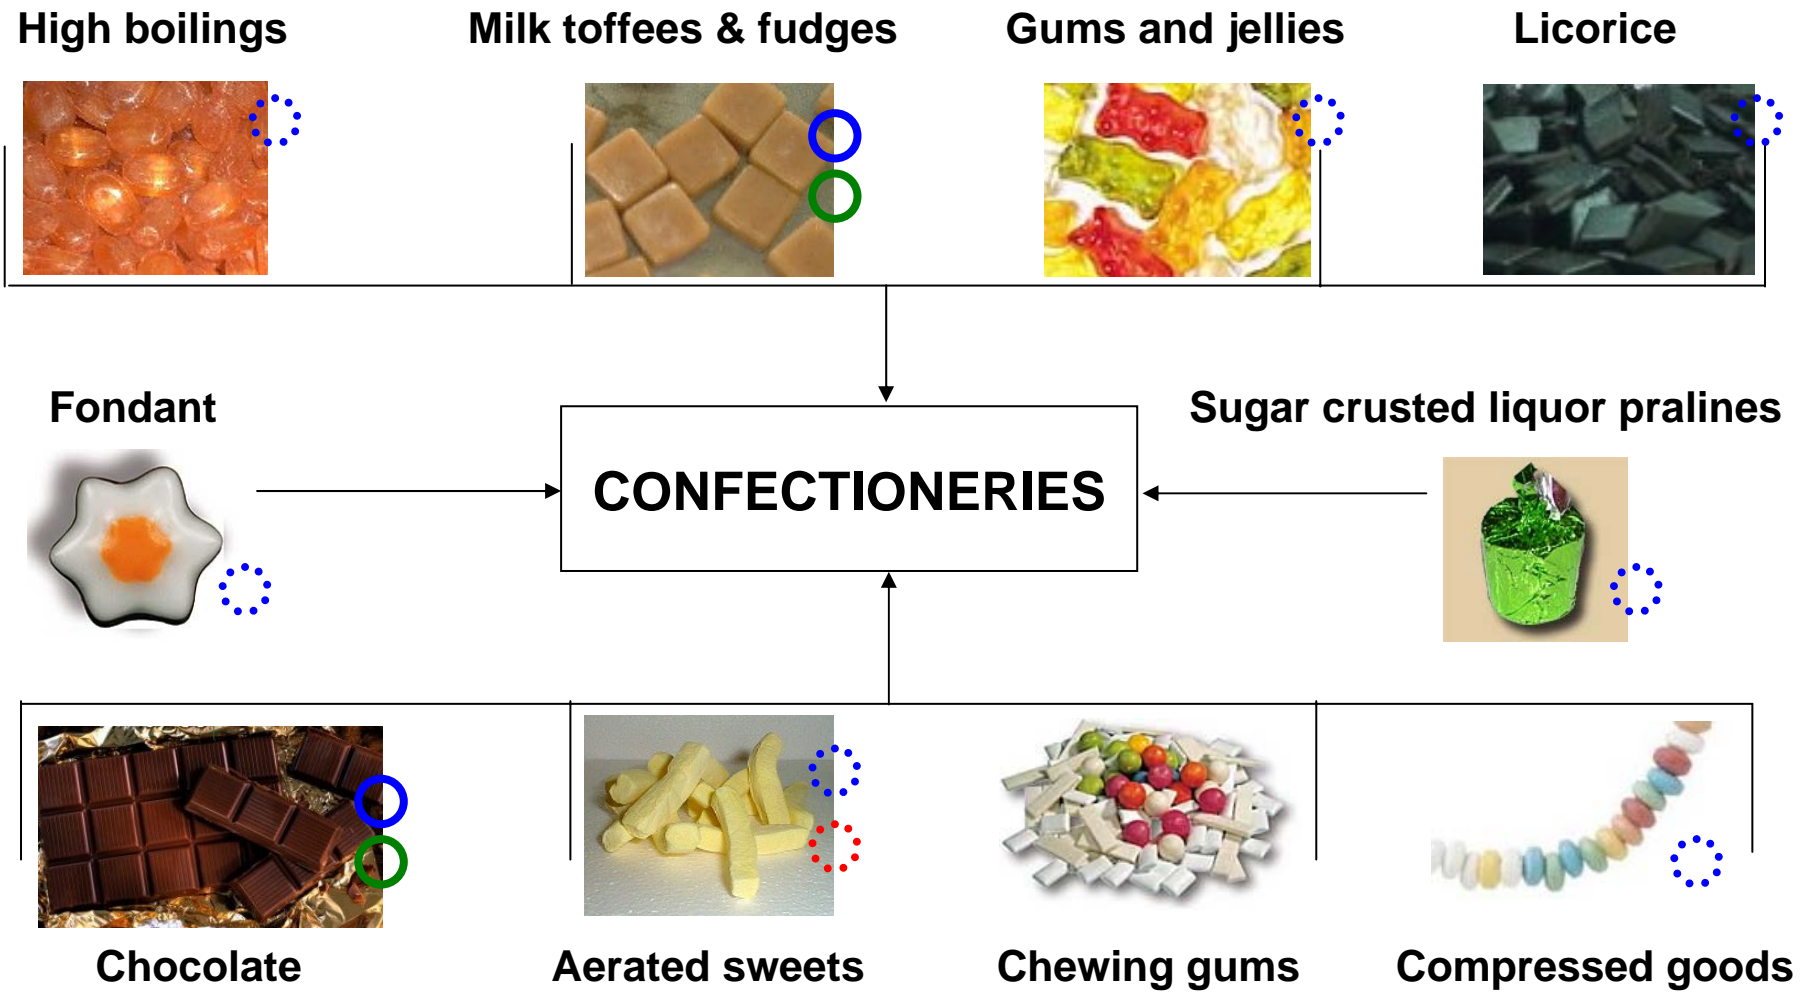 High boilings
Milk toffees & fudges
Gums and jellies
Licorice
Fondant
CONFECTIONERIES
Sugar crusted liquor pralines
Chocolate
Aerated sweets
Chewing gums
Compressed goods